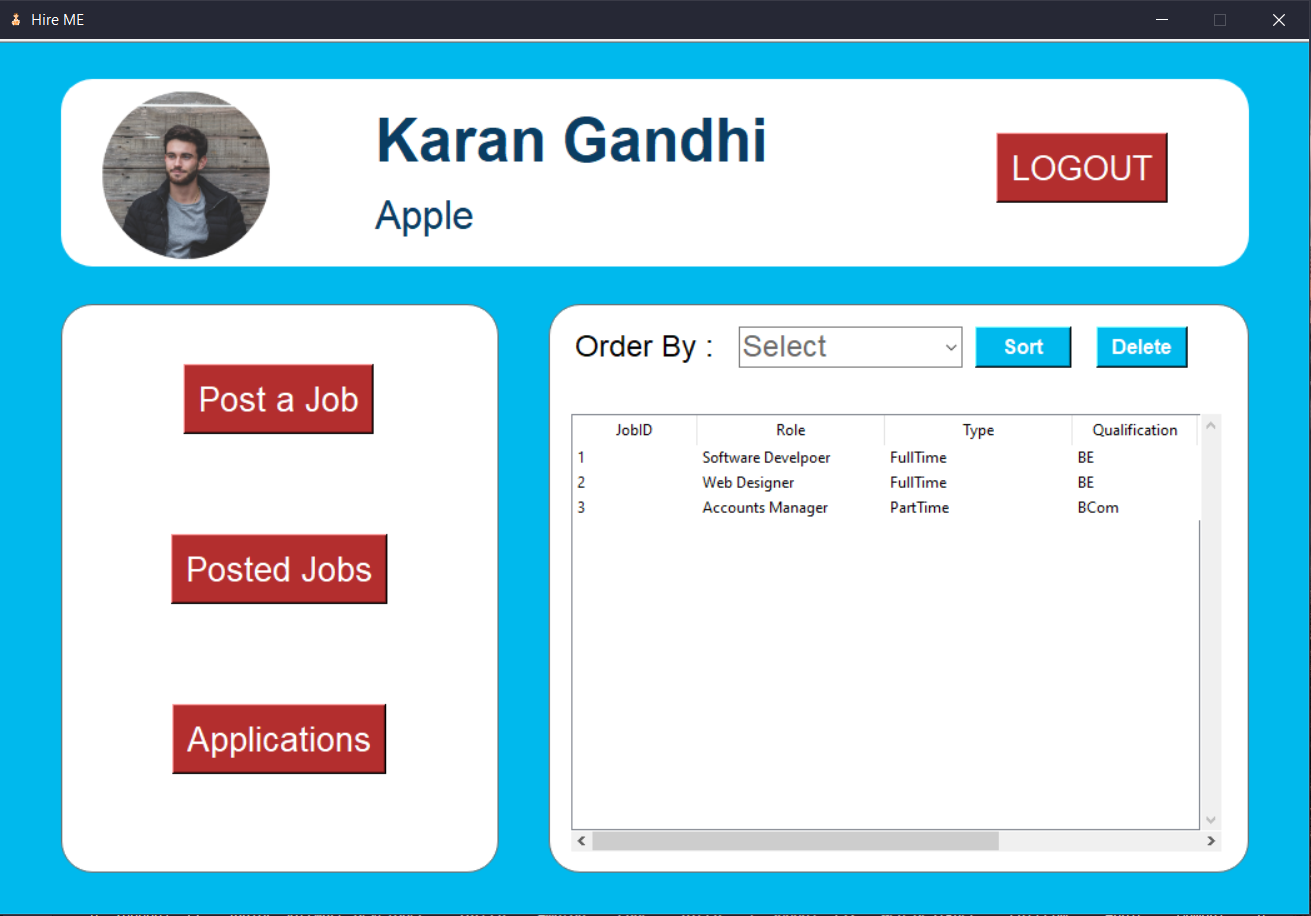 Hire ME
Karan Gandhi
LOGOUT
Apple
Post a Job
Posted Jobs
Applications
Order By : Select Sort Delete
JobID Role Type Qualification
1 Software Develpoer FullTime BE
2 Web Designer FullTime BE
3 Accounts Manager PartTime BCom